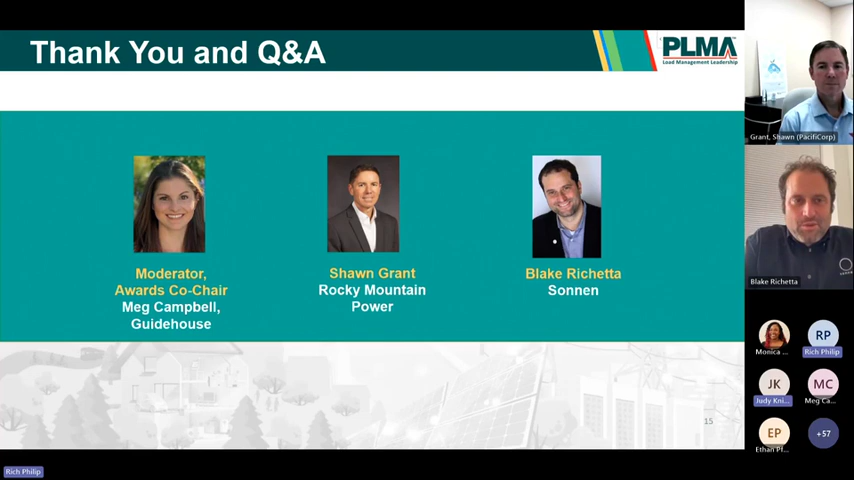 Thank You and Q&A
PLMA
Load Management Leadership
Moderator,
Awards Co-Chair
Meg Campbell,
Guidehouse
Shawn Grant
Rocky Mountain
Power
Blake Richetta
Sonnen
15
Grant, Shawn (PacifiCorp)
Blake Richetta
Monica ...
RP
Rich Philip
JK
Judy Kni...
MC
Meg Ca...
EP
Ethan Pf...
+57
Rich Philip